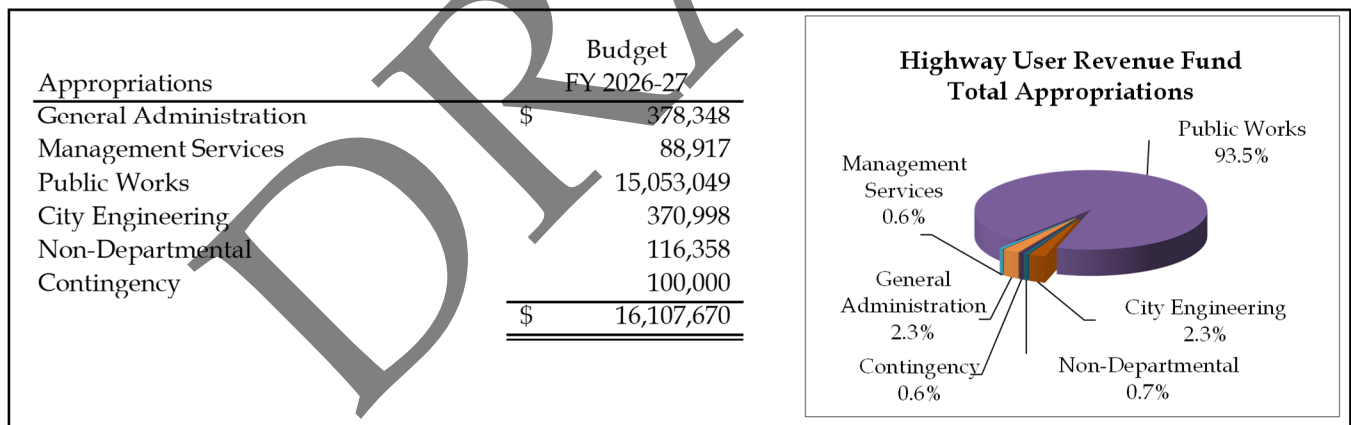 Budget
Appropriations FY 2026-27
General Administration $ 378,348
Management Services 88,917
Public Works 15,053,049
City Engineering 370,998
Non-Departmental 116,358
Contingency 100,000
$ 16,107,670
DRA
Highway User Revenue Fund
Total Appropriations
Public Works
93.5%
Management
Services
0.6%
General
Administration
2.3%
City Engineering
2.3%
Contingency
0.6%
Non-Departmental
0.7%